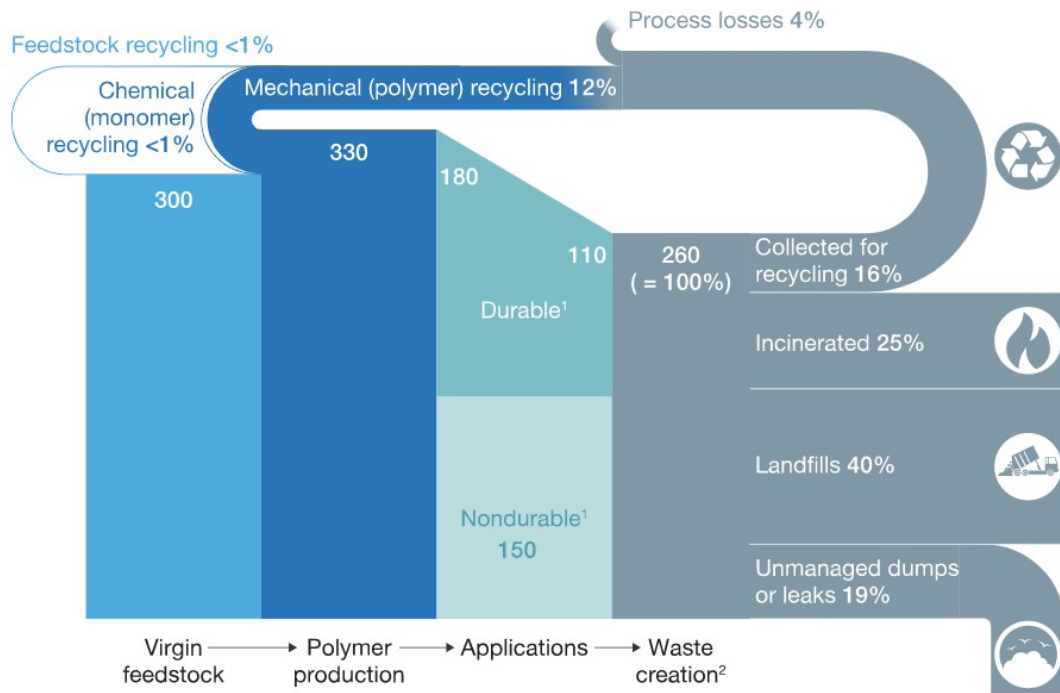 Process losses 4%
Feedstock recycling <1%
Mechanical (polymer) recycling 12%
Chemical
(monomer)
recycling <1%
330
180
300
110
260
( = 100%)
Collected for
recycling 16%
Durable¹
Incinerated 25%
Landfills 40%
Nondurable¹
150
Unmanaged dumps
or leaks 19%
Virgin
feedstock
Polymer
production
Applications
Waste
creation²